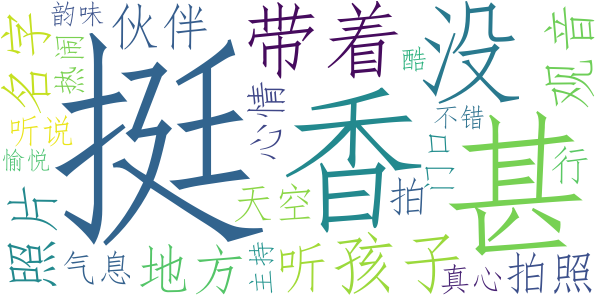 韵味
伙伴
带着
没
观音
名字
热闹
挺
心情
香
酷
不错
甚
听说
门口
行
愉悦
照片
天空
拍
气息
地方
主持
听
孩子
真心
拍照